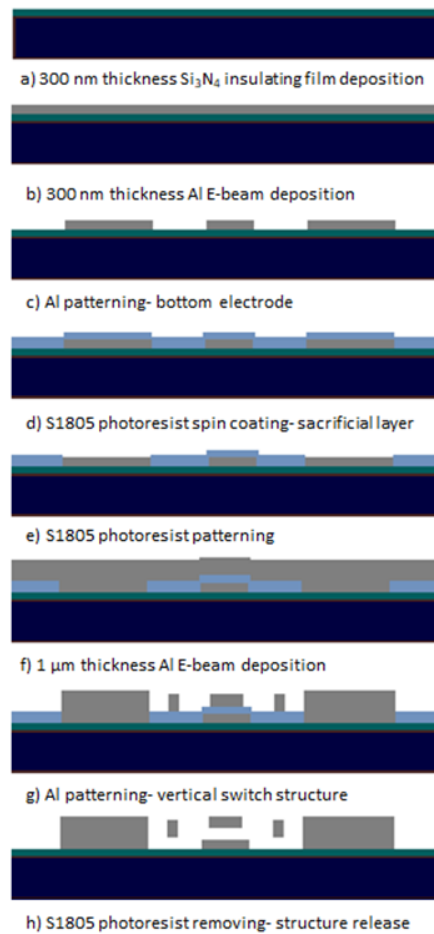 a) 300 nm thickness Si₃N₄ insulating film deposition
b) 300 nm thickness Al E-beam deposition
c) Al patterning- bottom electrode
d) S1805 photoresist spin coating- sacrificial layer
e) S1805 photoresist patterning
f) 1 µm thickness Al E-beam deposition
g) Al patterning- vertical switch structure
h) S1805 photoresist removing- structure release